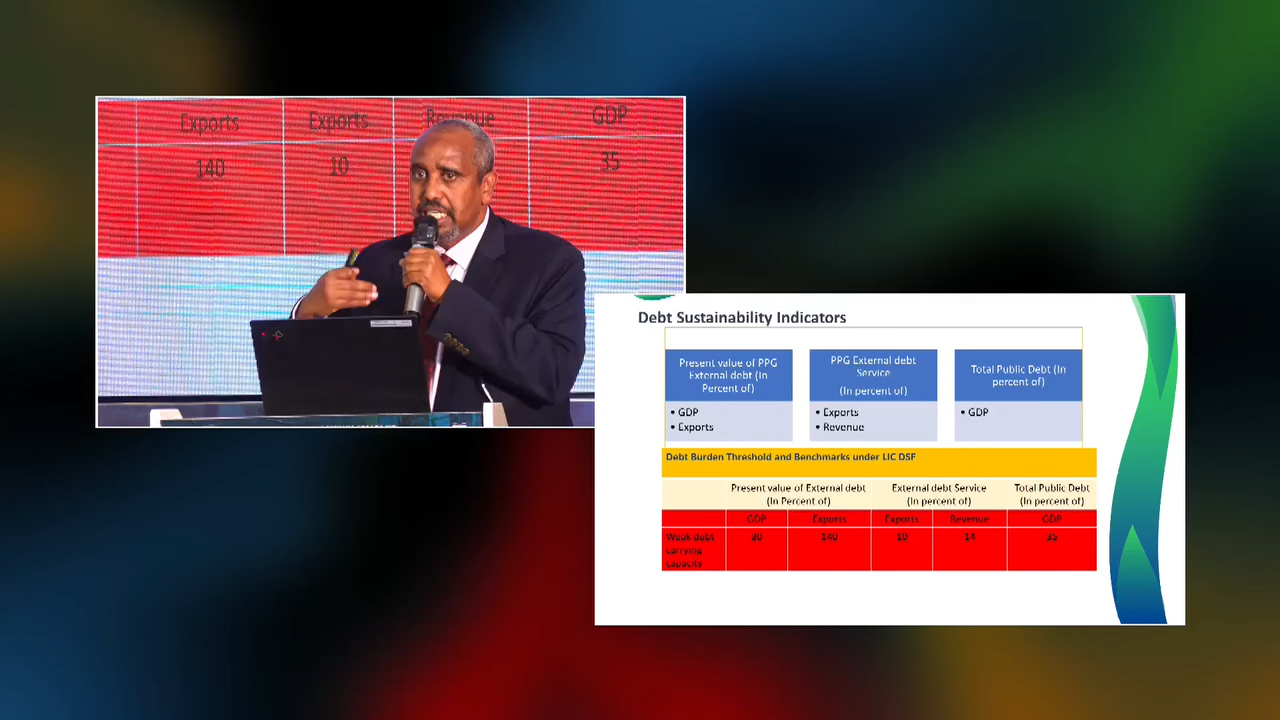 Exports
Exports
Revenue
GDP
140
10
35
Debt Sustainability Indicators
Present value of PPG
External debt (In
Percent of)
PPG External debt
Service
(In percent of)
Total Public Debt (In
percent of)
• GDP
• Exports
• Exports
• Revenue
• GDP
Debt Burden Threshold and Benchmarks under LIC DSF
Present value of External debt
(In Percent of)
External debt Service
(In percent of)
Total Public Debt
(In percent of)
GDP
Exports
Exports
Revenue
GDP
Weak debt
carrying
capacity
30
140
10
14
35